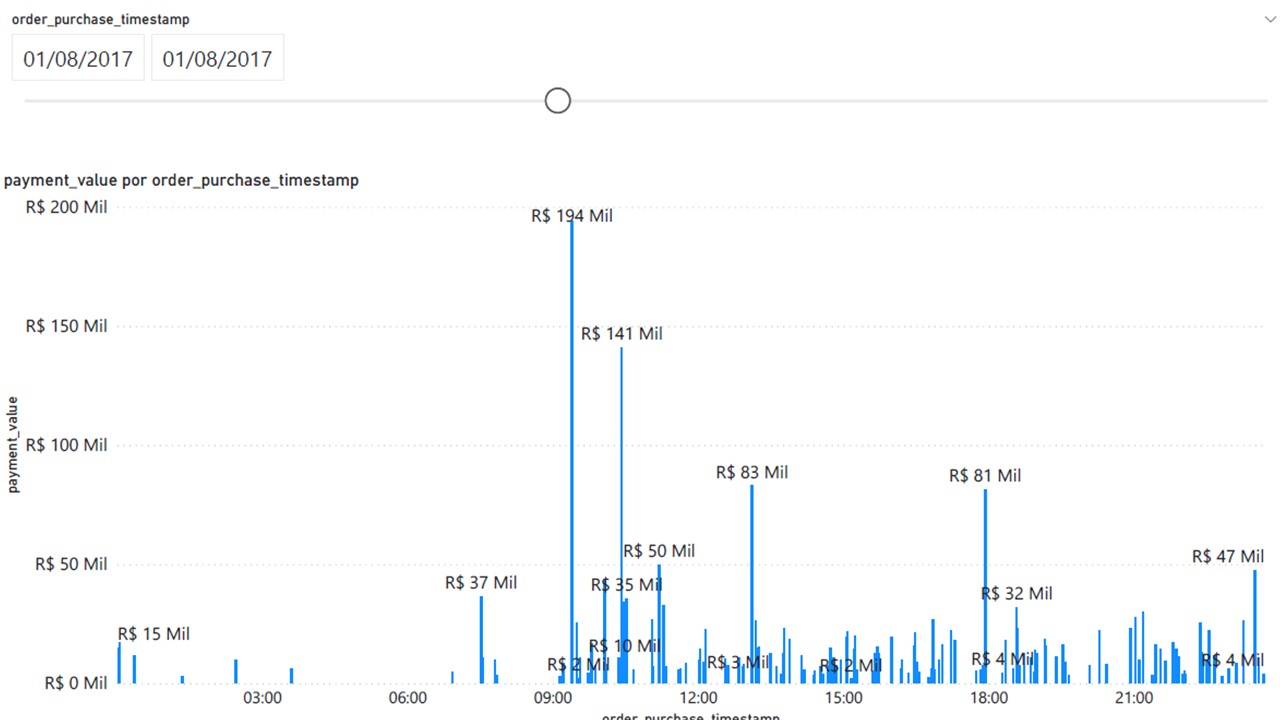 order_purchase_timestamp
01/08/2017 01/08/2017
payment_value por order_purchase_timestamp
R$ 200 Mil
R$ 194 Mil
R$ 150 Mil
R$ 141 Mil
R$ 100 Mil
R$ 83 Mil
R$ 81 Mil
R$ 50 Mil
R$ 50 Mil
R$ 47 Mil
R$ 37 Mil
R$ 35 Mil
R$ 32 Mil
R$ 15 Mil
R$ 10 Mil
R$ 2 Mil
R$ 3 Mil
R$ 2 Mil
R$ 4 Mil
R$ 4 Mil
R$ 0 Mil
payment_value
03:00 06:00 09:00 12:00 15:00 18:00 21:00
order_purchase_timestamp